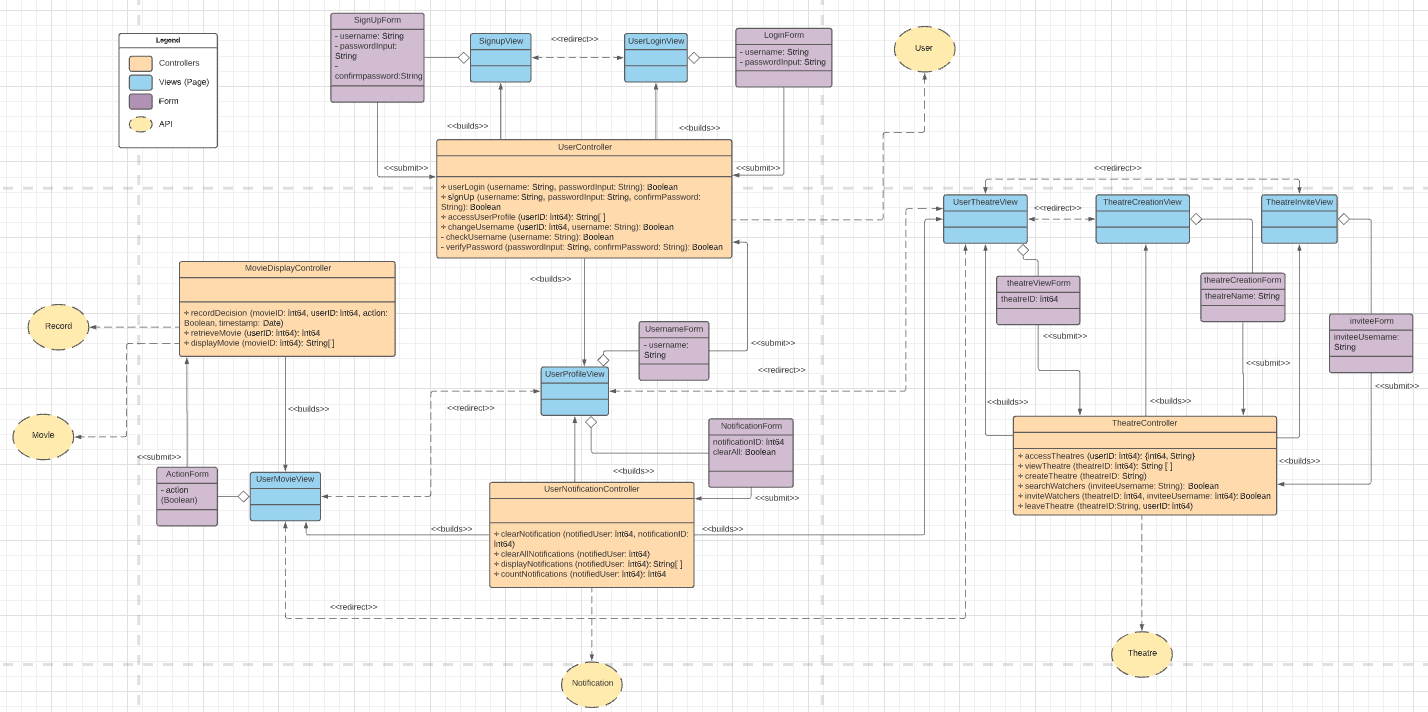 Legend
Controllers
Views (Page)
Form
API
SignUpForm
- username: String
- passwordInput:
String
-
confirmpassword:String
SignupView
<<redirect>>
UserLoginView
LoginForm
- username: String
- passwordInput: String
User
<<builds>>
<<builds>>
<<submit>>
<<submit>>
UserController
+ userLogin (username: String, passwordInput: String): Boolean
+ signUp (username: String, passwordInput: String, confirmPassword:
String): Boolean
+ accessUserProfile (userID: int64): String[ ]
+ changeUsername (userID: int64, username: String): Boolean
- checkUsername (username: String): Boolean
- verifyPassword (passwordInput: String, confirmPassword: String): Boolean
<<redirect>>
UserTheatreView
<<redirect>>
TheatreCreationView
TheatreInviteView
<<builds>>
MovieDisplayController
+ recordDecision (movieID: int64, userID: int64, action:
Boolean, timestamp: Date)
+ retrieveMovie (userID: int64): int64
+ displayMovie (movieID: int64): String[ ]
Record
Movie
theatreViewForm
theatreID: int64
theatreCreationForm
theatreName: String
inviteeForm
inviteeUsername:
String
UsernameForm
- username:
String
<<submit>>
<<submit>>
<<submit>>
<<submit>>
UserProfileView
<<redirect>>
<<builds>>
<<redirect>>
<<builds>>
<<builds>>
NotificationForm
notificationID: int64
clearAll: Boolean
TheatreController
+ accessTheatres (userID: int64): {int64, String}
+ viewTheatre (theatreID: int64): String [ ]
+ createTheatre (theatreID: String)
+ searchWatchers (inviteeUsername: String): Boolean
+ inviteWatchers (theatreID: int64, inviteeUsername: int64): Boolean
+ leaveTheatre (theatreID:String, userID: int64)
<<builds>>
<<submit>>
ActionForm
- action
(Boolean)
UserMovieView
<<builds>>
UserNotificationController
+ clearNotification (notifiedUser: int64, notificationID:
int64)
+ clearAllNotifications (notifiedUser: int64)
+ displayNotifications (notifiedUser: int64): String[ ]
+ countNotifications (notifiedUser: int64): int64
<<submit>>
<<builds>>
<<builds>>
<<redirect>>
Theatre
Notification